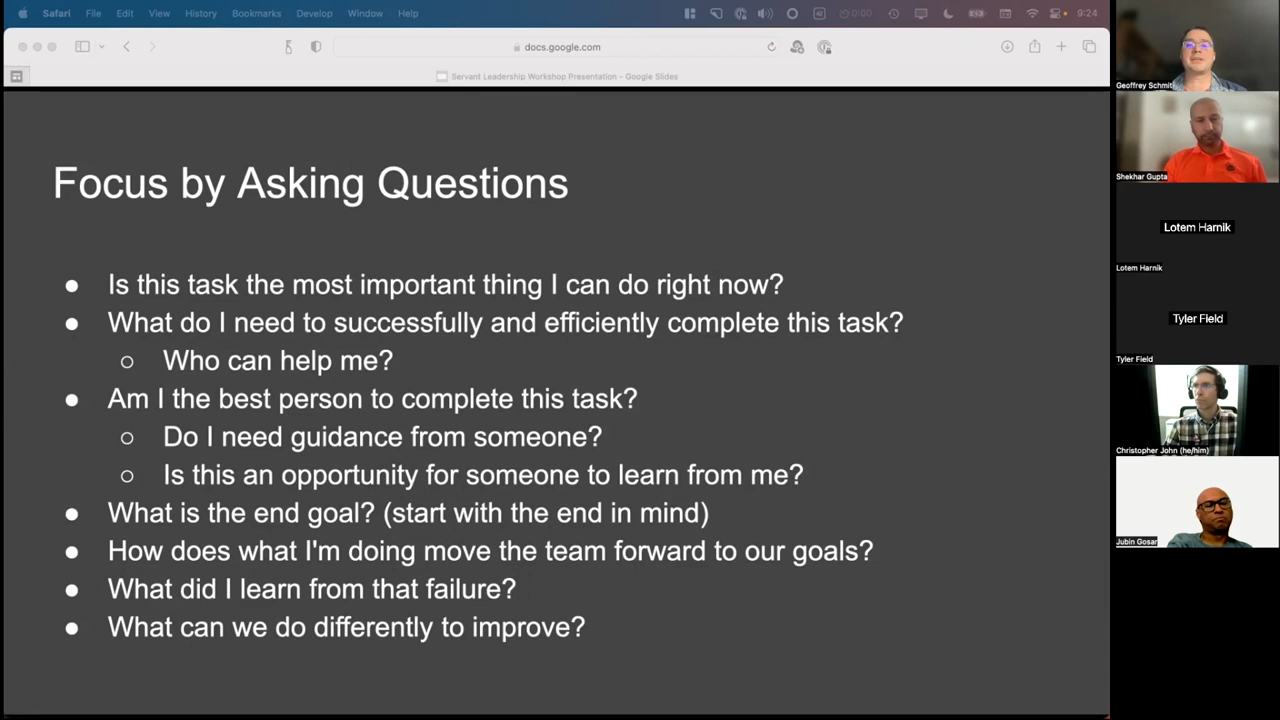 Safari File Edit View History Bookmarks Develop Window Help 0:00 9:24
docs.google.com
Servant Leadership Workshop Presentation - Google Slides
Focus by Asking Questions
● Is this task the most important thing I can do right now?
● What do I need to successfully and efficiently complete this task?
○ Who can help me?
● Am I the best person to complete this task?
○ Do I need guidance from someone?
○ Is this an opportunity for someone to learn from me?
● What is the end goal? (start with the end in mind)
● How does what I'm doing move the team forward to our goals?
● What did I learn from that failure?
● What can we do differently to improve?
Geoffrey Schmit
Shekhar Gupta
Lotem Harnik
Lotem Harnik
Tyler Field
Tyler Field
Christopher John (he/him)
Jubin Gosar